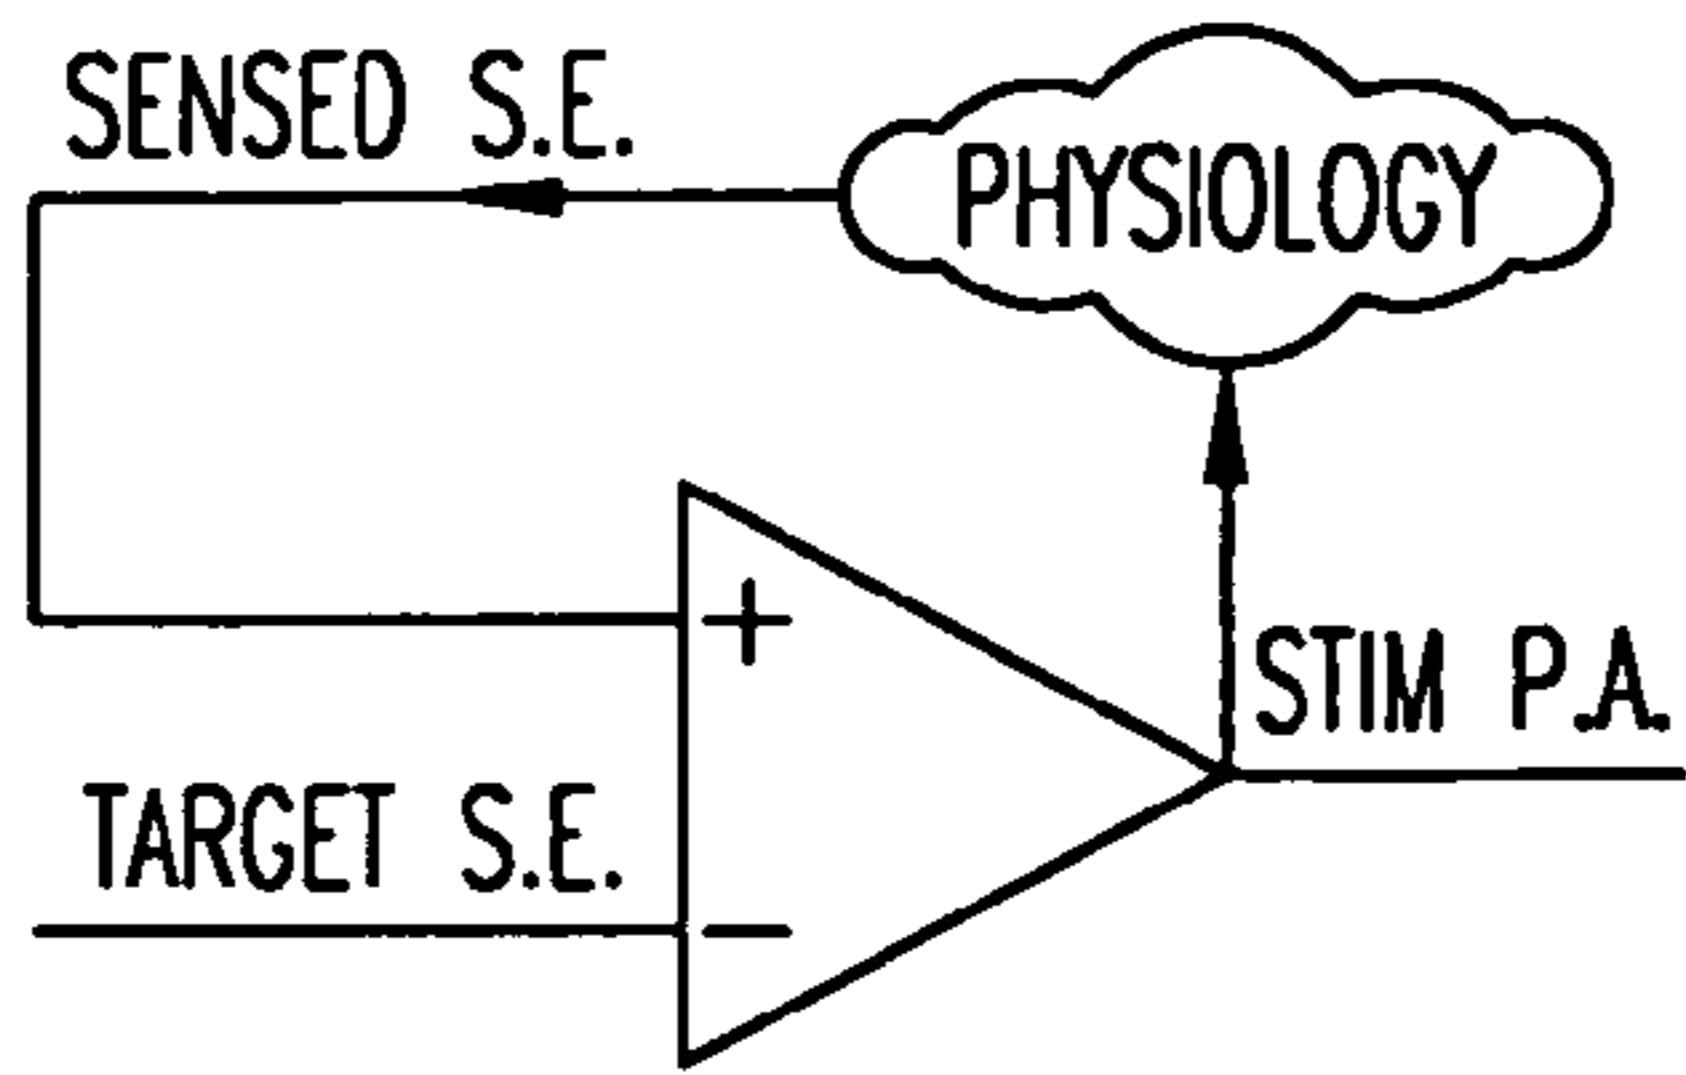 SENSED S.E.
PHYSIOLOGY
+
STIM P.A.
TARGET S.E.
−